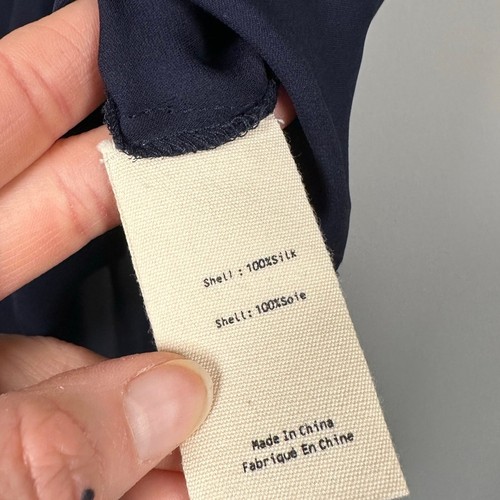 Shell : 100%Silk
Shell: 100%Soie
Made In China
Fabriqué En Chine